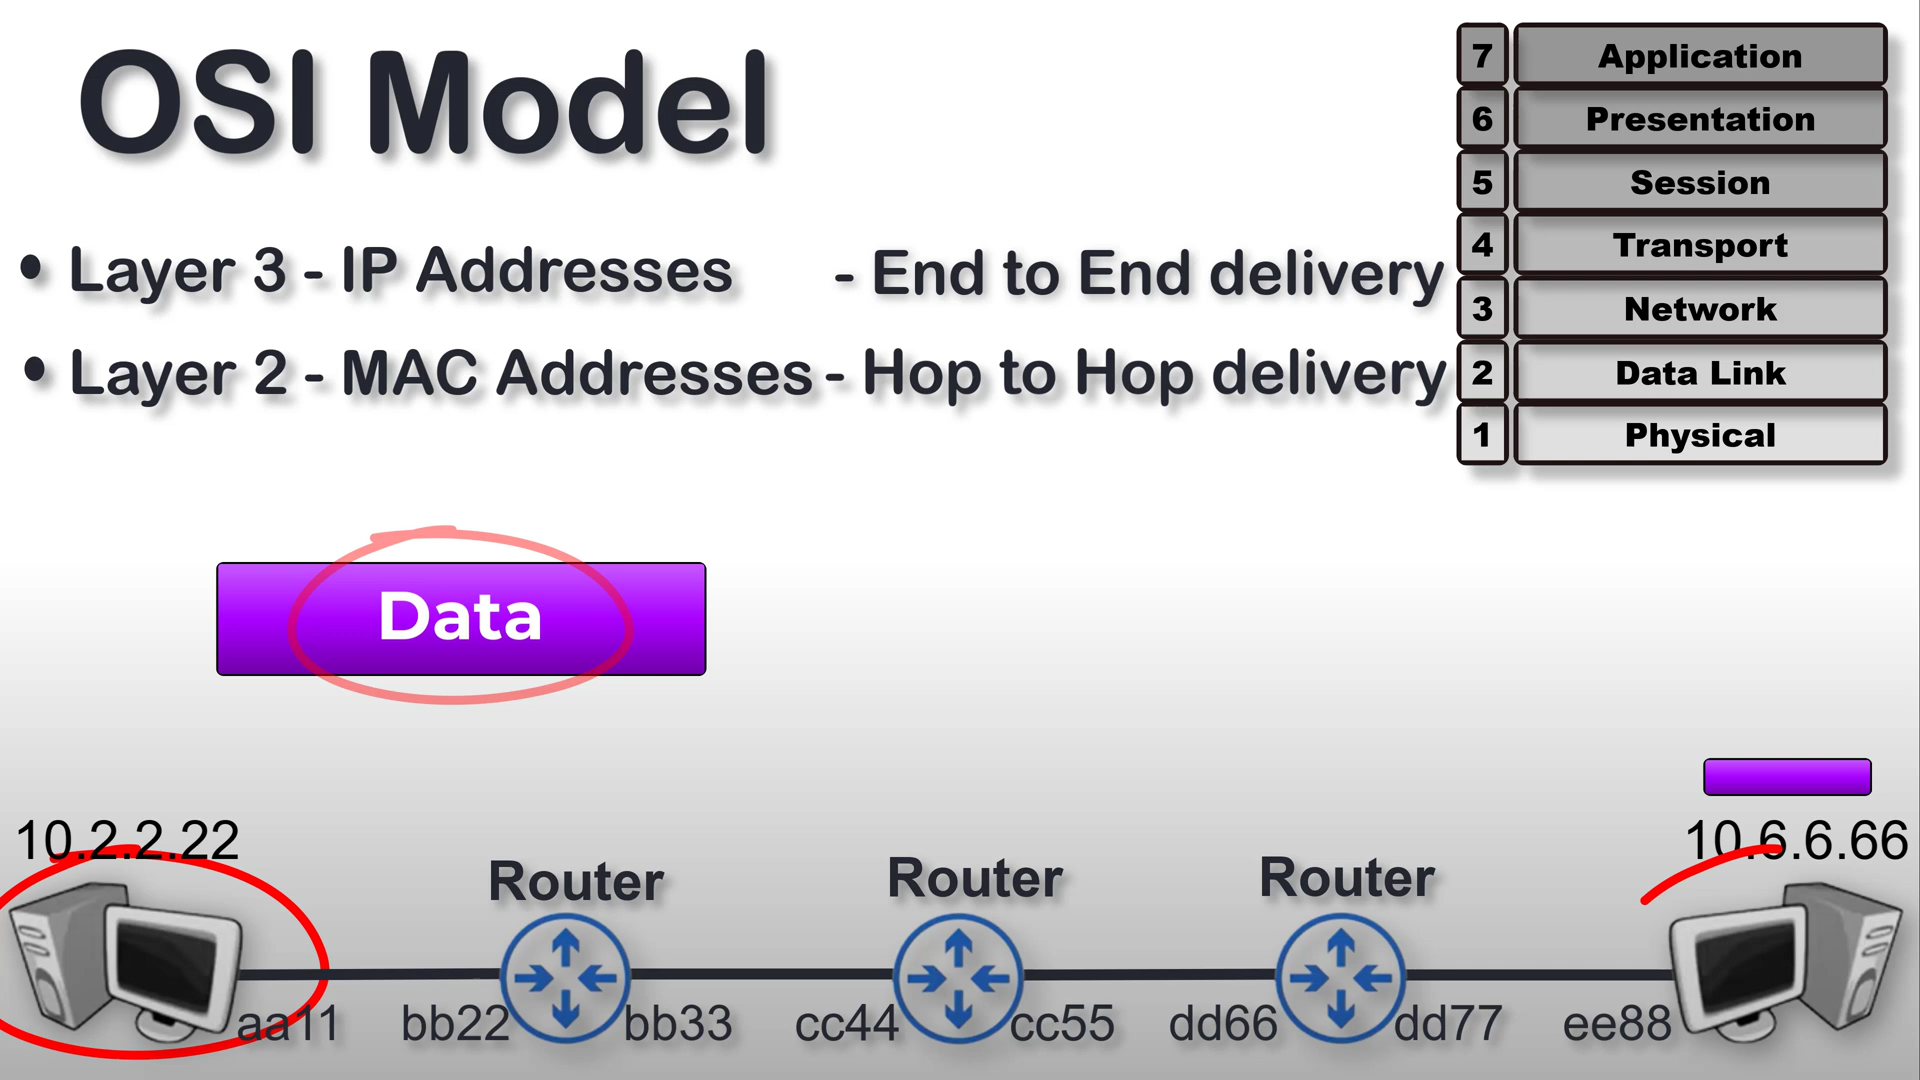 OSI Model
• Layer 3 - IP Addresses - End to End delivery
• Layer 2 - MAC Addresses - Hop to Hop delivery
7 Application
6 Presentation
5 Session
4 Transport
3 Network
2 Data Link
1 Physical
Data
10.2.2.22
10.6.6.66
Router Router Router
aa11 bb22 bb33 cc44 cc55 dd66 dd77 ee88